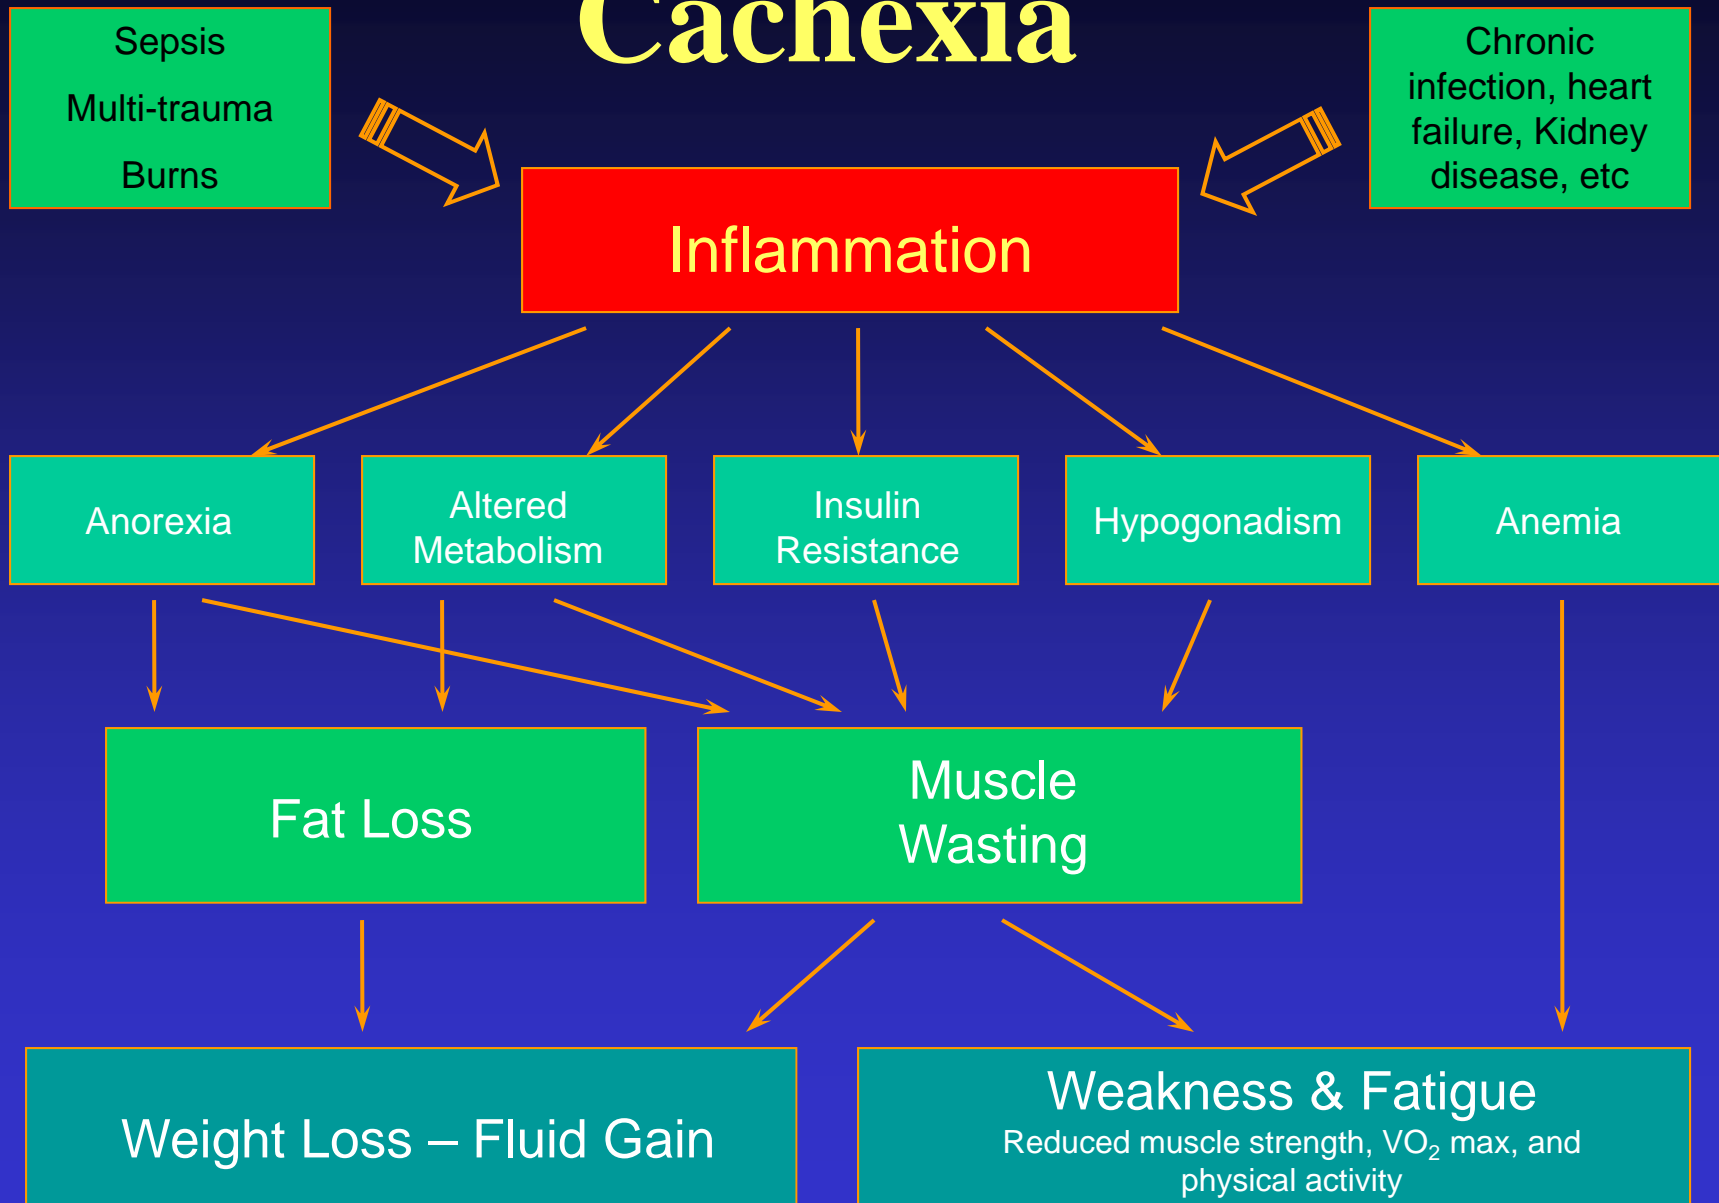 Cachexia
Sepsis
Multi-trauma
Burns
Chronic
infection, heart
failure, Kidney
disease, etc
Inflammation
Anorexia
Altered
Metabolism
Insulin
Resistance
Hypogonadism
Anemia
Fat Loss
Muscle
Wasting
Weight Loss – Fluid Gain
Weakness & Fatigue
Reduced muscle strength, VO₂ max, and
physical activity